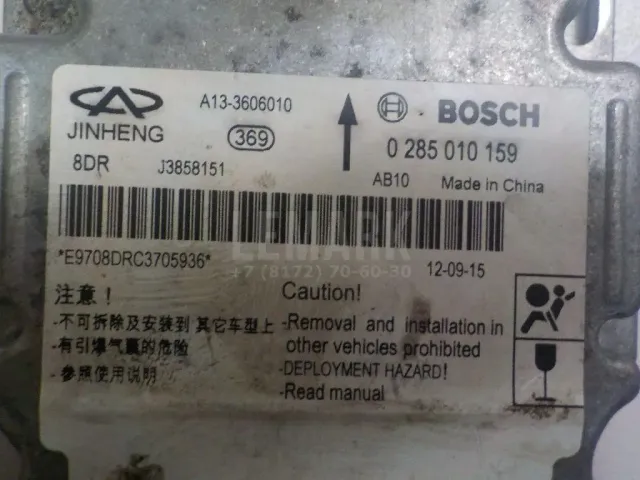 A13-3606010
BOSCH
JINHENG
369
0 285 010 159
8DR
J3858151
AB10
Made in China
LEMARK
+7 (8172) 70-60-30
*E9708DRC3705936*
12-09-15
注意！
-不可拆除及安装到 其它车型上
-有引爆气囊的危险
-参照使用说明
Caution!
-Removal and installation in
other vehicles prohibited
-DEPLOYMENT HAZARD!
-Read manual